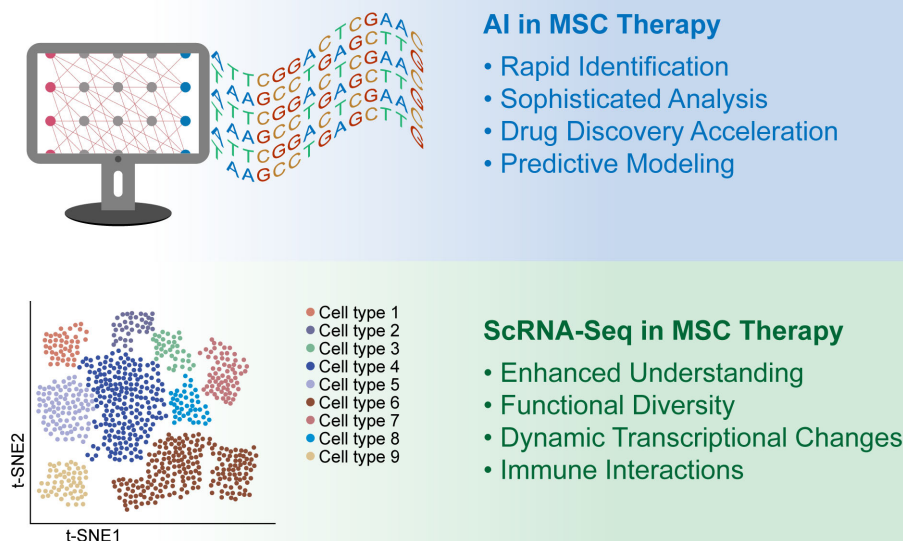 AI in MSC Therapy
• Rapid Identification
• Sophisticated Analysis
• Drug Discovery Acceleration
• Predictive Modeling
t-SNE2
t-SNE1
Cell type 1
Cell type 2
Cell type 3
Cell type 4
Cell type 5
Cell type 6
Cell type 7
Cell type 8
Cell type 9
ScRNA-Seq in MSC Therapy
• Enhanced Understanding
• Functional Diversity
• Dynamic Transcriptional Changes
• Immune Interactions